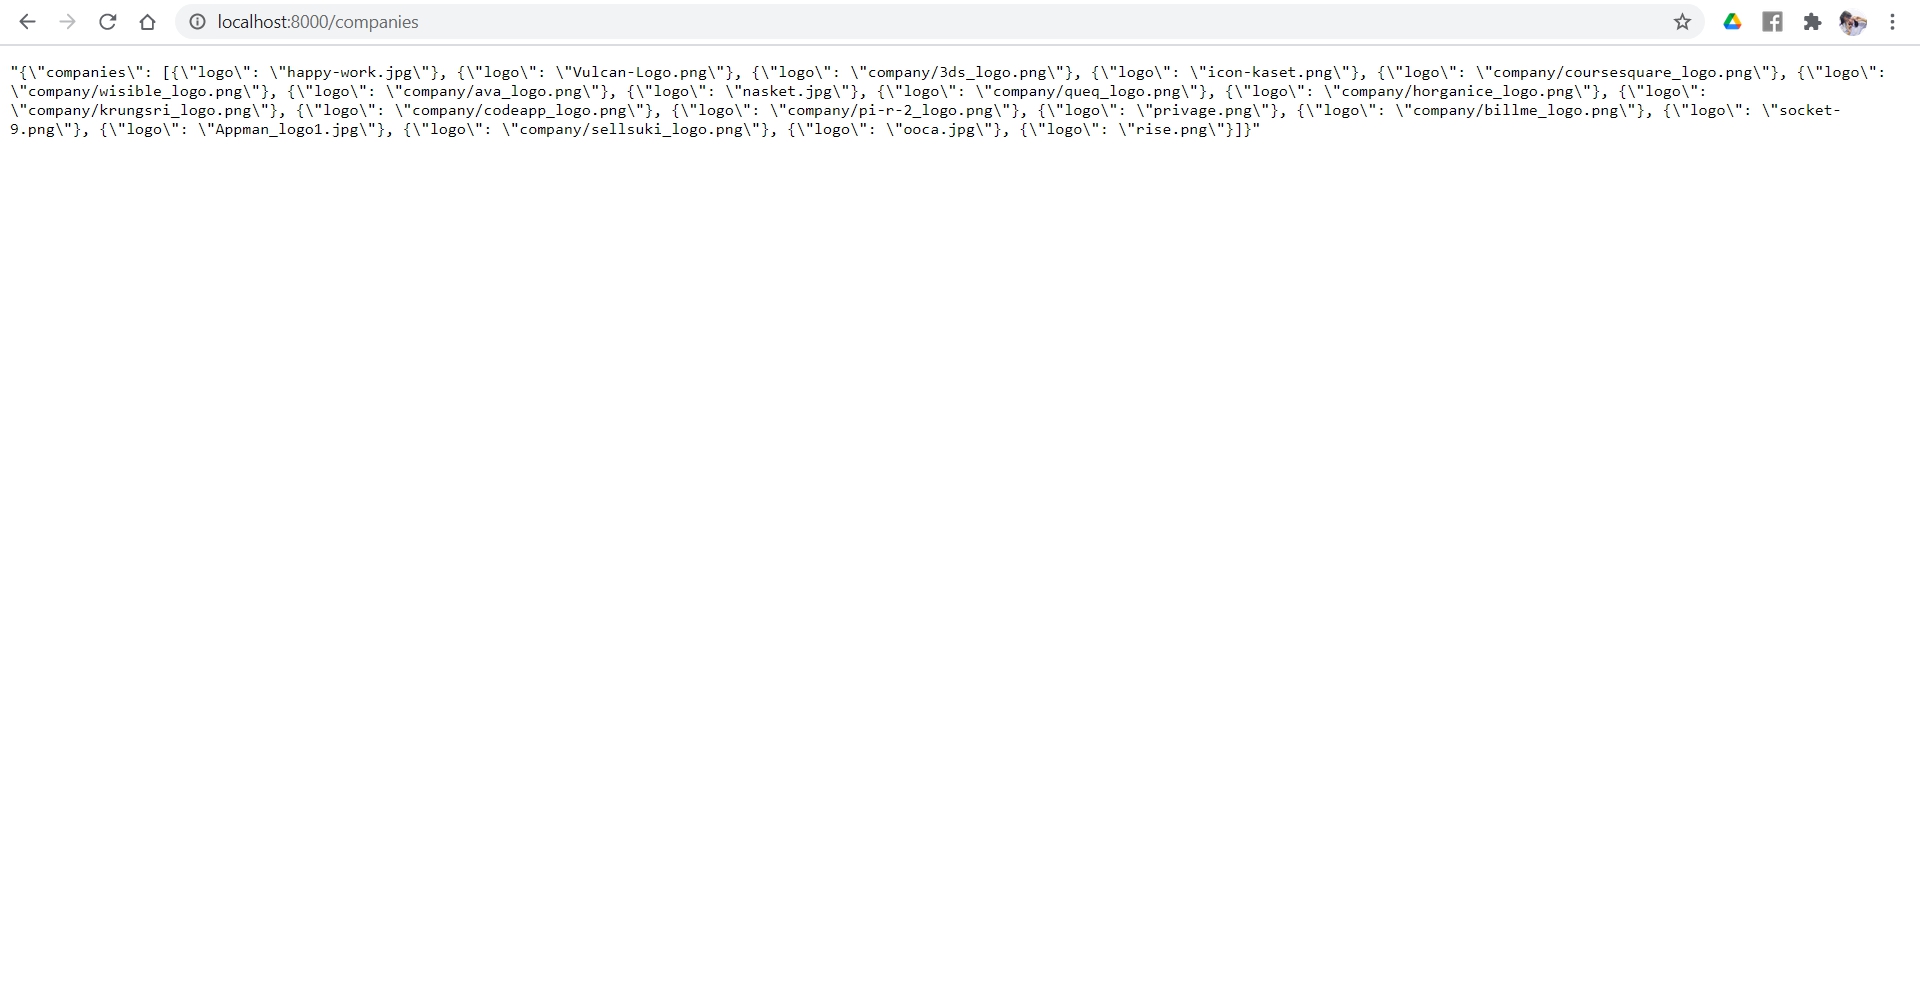 localhost:8000/companies
"{\"companies\": [{\"logo\": \"happy-work.jpg\"}, {\"logo\": \"Vulcan-Logo.png\"}, {\"logo\": \"company/3ds_logo.png\"}, {\"logo\": \"icon-kaset.png\"}, {\"logo\": \"company/coursesquare_logo.png\"}, {\"logo\":
\"company/wisible_logo.png\"}, {\"logo\": \"company/ava_logo.png\"}, {\"logo\": \"nasket.jpg\"}, {\"logo\": \"company/queq_logo.png\"}, {\"logo\": \"company/horganice_logo.png\"}, {\"logo\":
\"company/krungsri_logo.png\"}, {\"logo\": \"company/codeapp_logo.png\"}, {\"logo\": \"company/pi-r-2_logo.png\"}, {\"logo\": \"privage.png\"}, {\"logo\": \"company/billme_logo.png\"}, {\"logo\": \"socket-
9.png\"}, {\"logo\": \"Appman_logo1.jpg\"}, {\"logo\": \"company/sellsuki_logo.png\"}, {\"logo\": \"ooca.jpg\"}, {\"logo\": \"rise.png\"}]}"